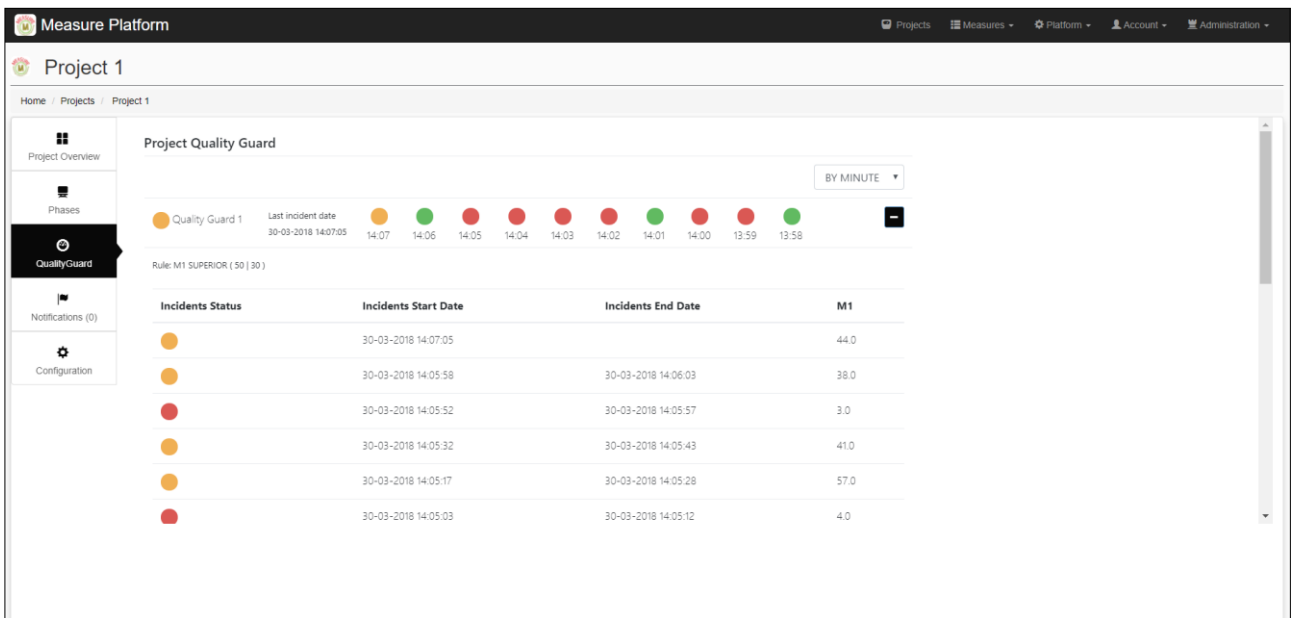 Measure Platform
Projects Measures Platform Account Administration
Project 1
Home / Projects / Project 1
Project Overview
Phases
QualityGuard
Notifications (0)
Configuration
Project Quality Guard
BY MINUTE
Quality Guard 1
Last incident date
30-03-2018 14:07:05
14:07 14:06 14:05 14:04 14:03 14:02 14:01 14:00 13:59 13:58
Rule: M1 SUPERIOR ( 50 | 30 )
Incidents Status Incidents Start Date Incidents End Date M1
30-03-2018 14:07:05 44.0
30-03-2018 14:05:58 30-03-2018 14:06:03 38.0
30-03-2018 14:05:52 30-03-2018 14:05:57 3.0
30-03-2018 14:05:32 30-03-2018 14:05:43 41.0
30-03-2018 14:05:17 30-03-2018 14:05:28 57.0
30-03-2018 14:05:03 30-03-2018 14:05:12 4.0